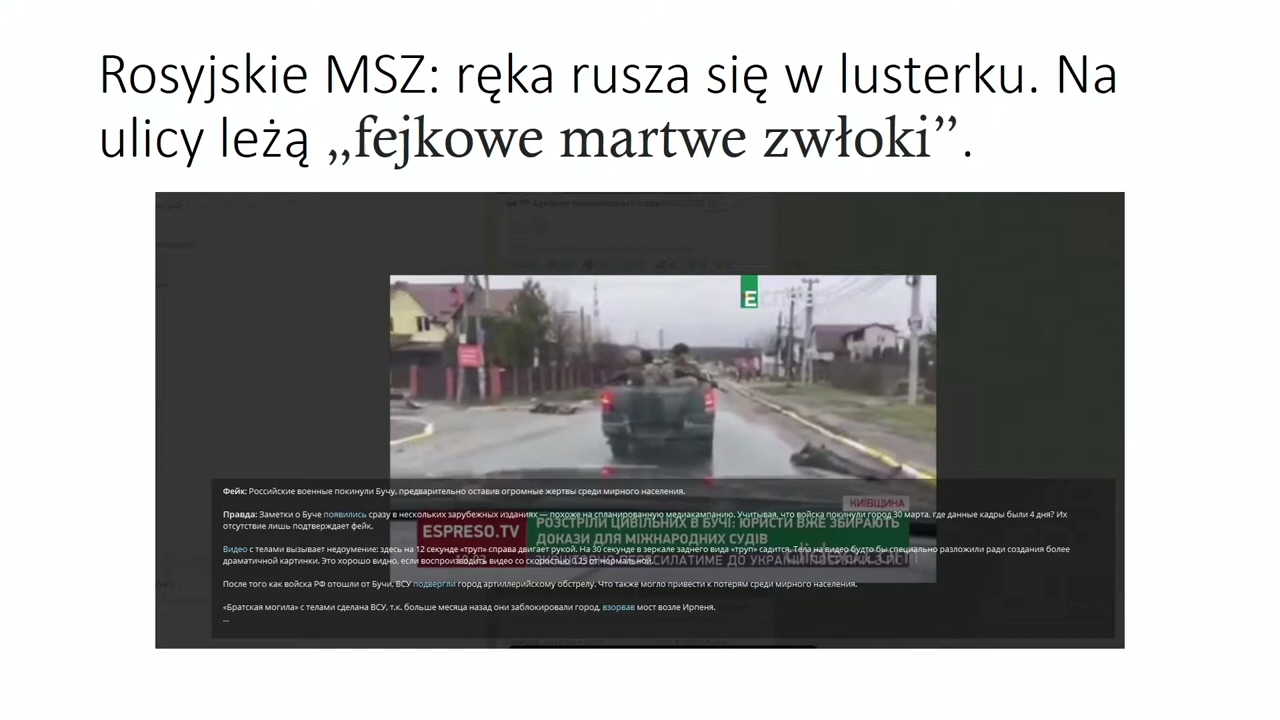 Rosyjskie MSZ: ręka rusza się w lusterku. Na
ulicy leżą „fejkowe martwe zwłoki”.
E
КИЇВЩИНА
Фейк: Российские военные покинули Бучу, предварительно оставив огромные жертвы среди мирного населения.
Правда: Заметки о Буче появились сразу в нескольких зарубежных изданиях — похоже на спланированную медиакампанию. Учитывая, что войска покинули город 30 марта, где данные кадры были 4 дня? Их
отсутствие лишь подтверждает фейк.
ESPRESO.TV
РОЗСТРІЛИ ЦИВІЛЬНИХ В БУЧІ: ЮРИСТИ ВЖЕ ЗБИРАЮТЬ
ДОКАЗИ ДЛЯ МІЖНАРОДНИХ СУДІВ
Видео с телами вызывает недоумение: здесь на 12 секунде «труп» справа двигает рукой. На 30 секунде в зеркале заднего вида «труп» садится. Тела на видео будто бы специально разложили ради создания более
драматичной картинки. Это хорошо видно, если воспроизводить видео со скоростью 0,25 от нормальной.
После того как войска РФ отошли от Бучи, ВСУ подвергли город артиллерийскому обстрелу. Что также могло привести к потерям среди мирного населения.
«Братская могила» с телами сделана ВСУ, т.к. больше месяца назад они заблокировали город, взорвав мост возле Ирпеня.
...